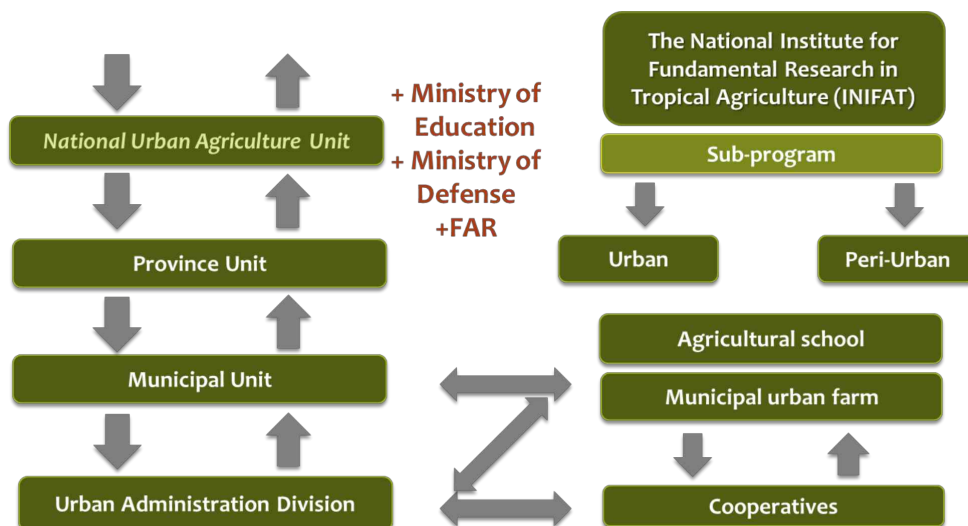 National Urban Agriculture Unit
Province Unit
Municipal Unit
Urban Administration Division
+ Ministry of
Education
+ Ministry of
Defense
+FAR
The National Institute for
Fundamental Research in
Tropical Agriculture (INIFAT)
Sub-program
Urban
Peri-Urban
Agricultural school
Municipal urban farm
Cooperatives